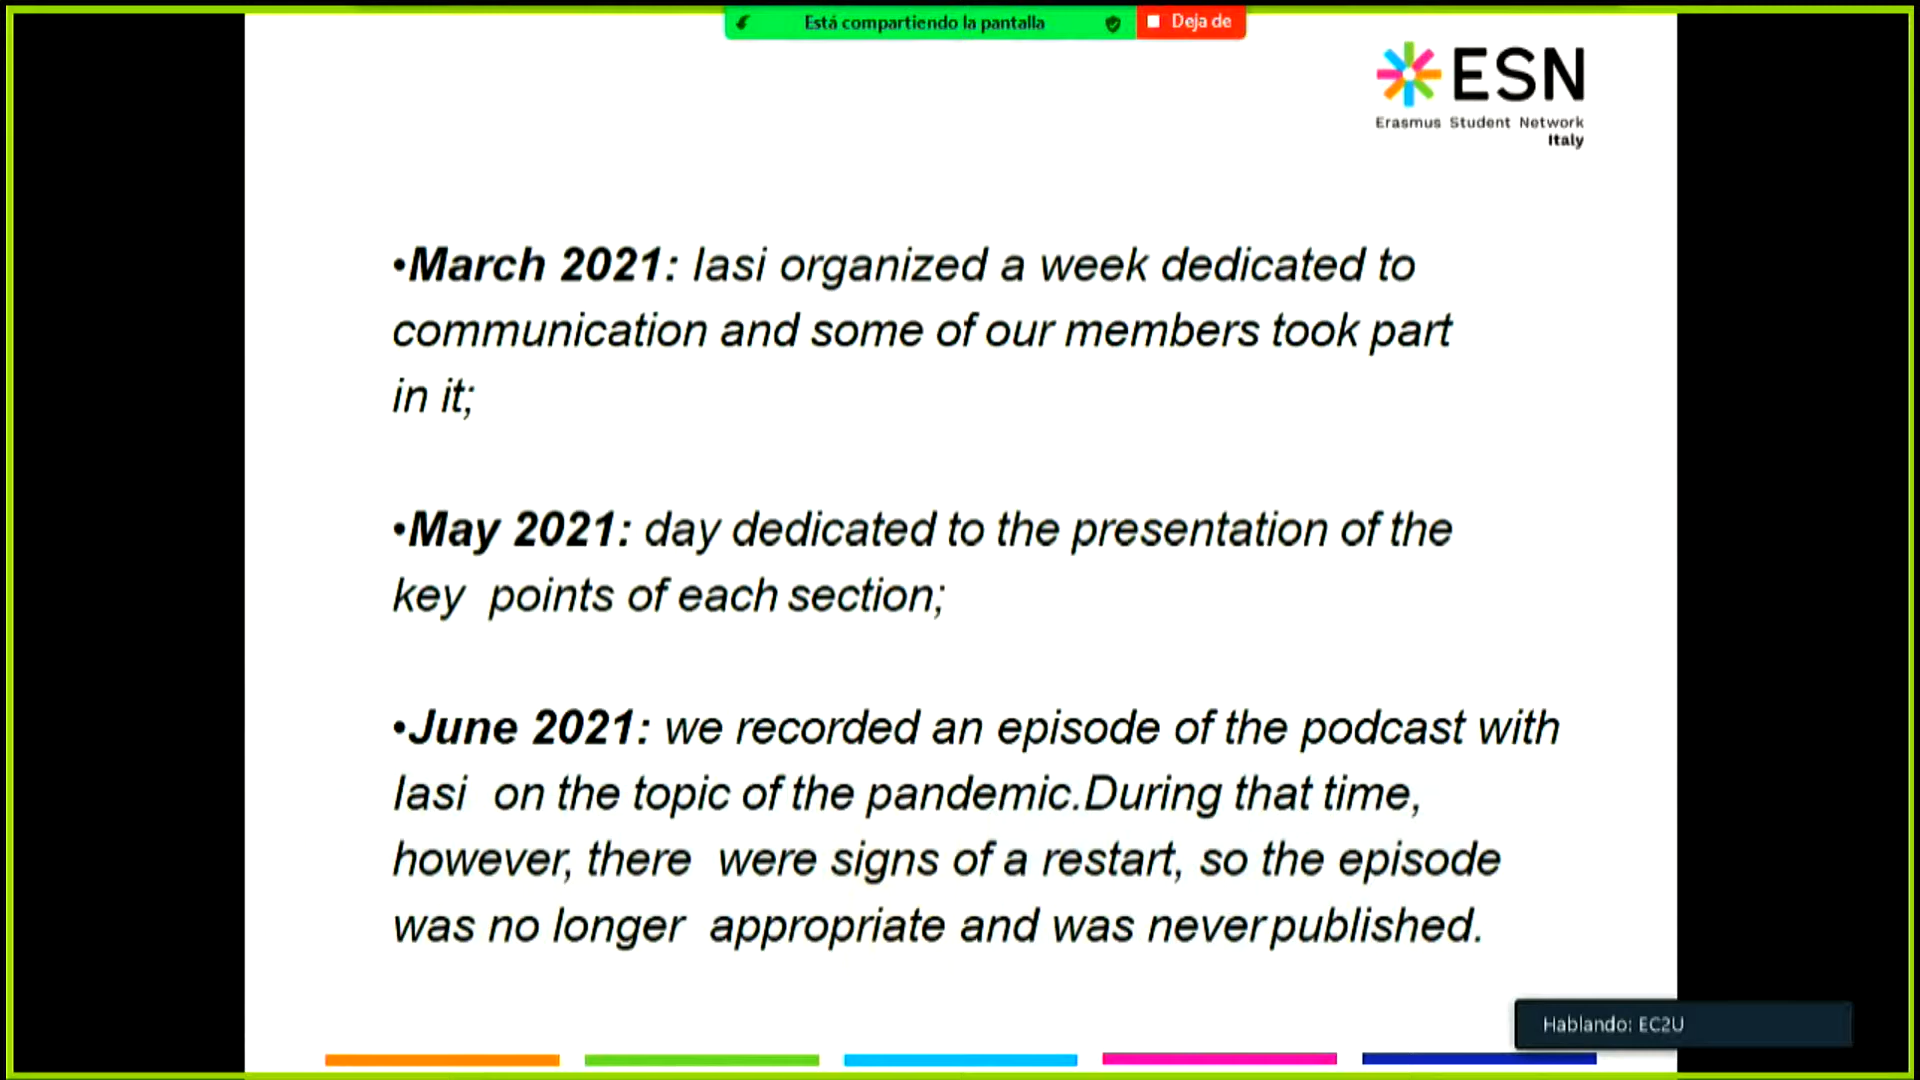 Está compartiendo la pantalla
Deja de
ESN
Erasmus Student Network
Italy
•March 2021: Iasi organized a week dedicated to
communication and some of our members took part
in it;
•May 2021: day dedicated to the presentation of the
key points of each section;
•June 2021: we recorded an episode of the podcast with
Iasi on the topic of the pandemic.During that time,
however, there were signs of a restart, so the episode
was no longer appropriate and was never published.
Hablando: EC2U